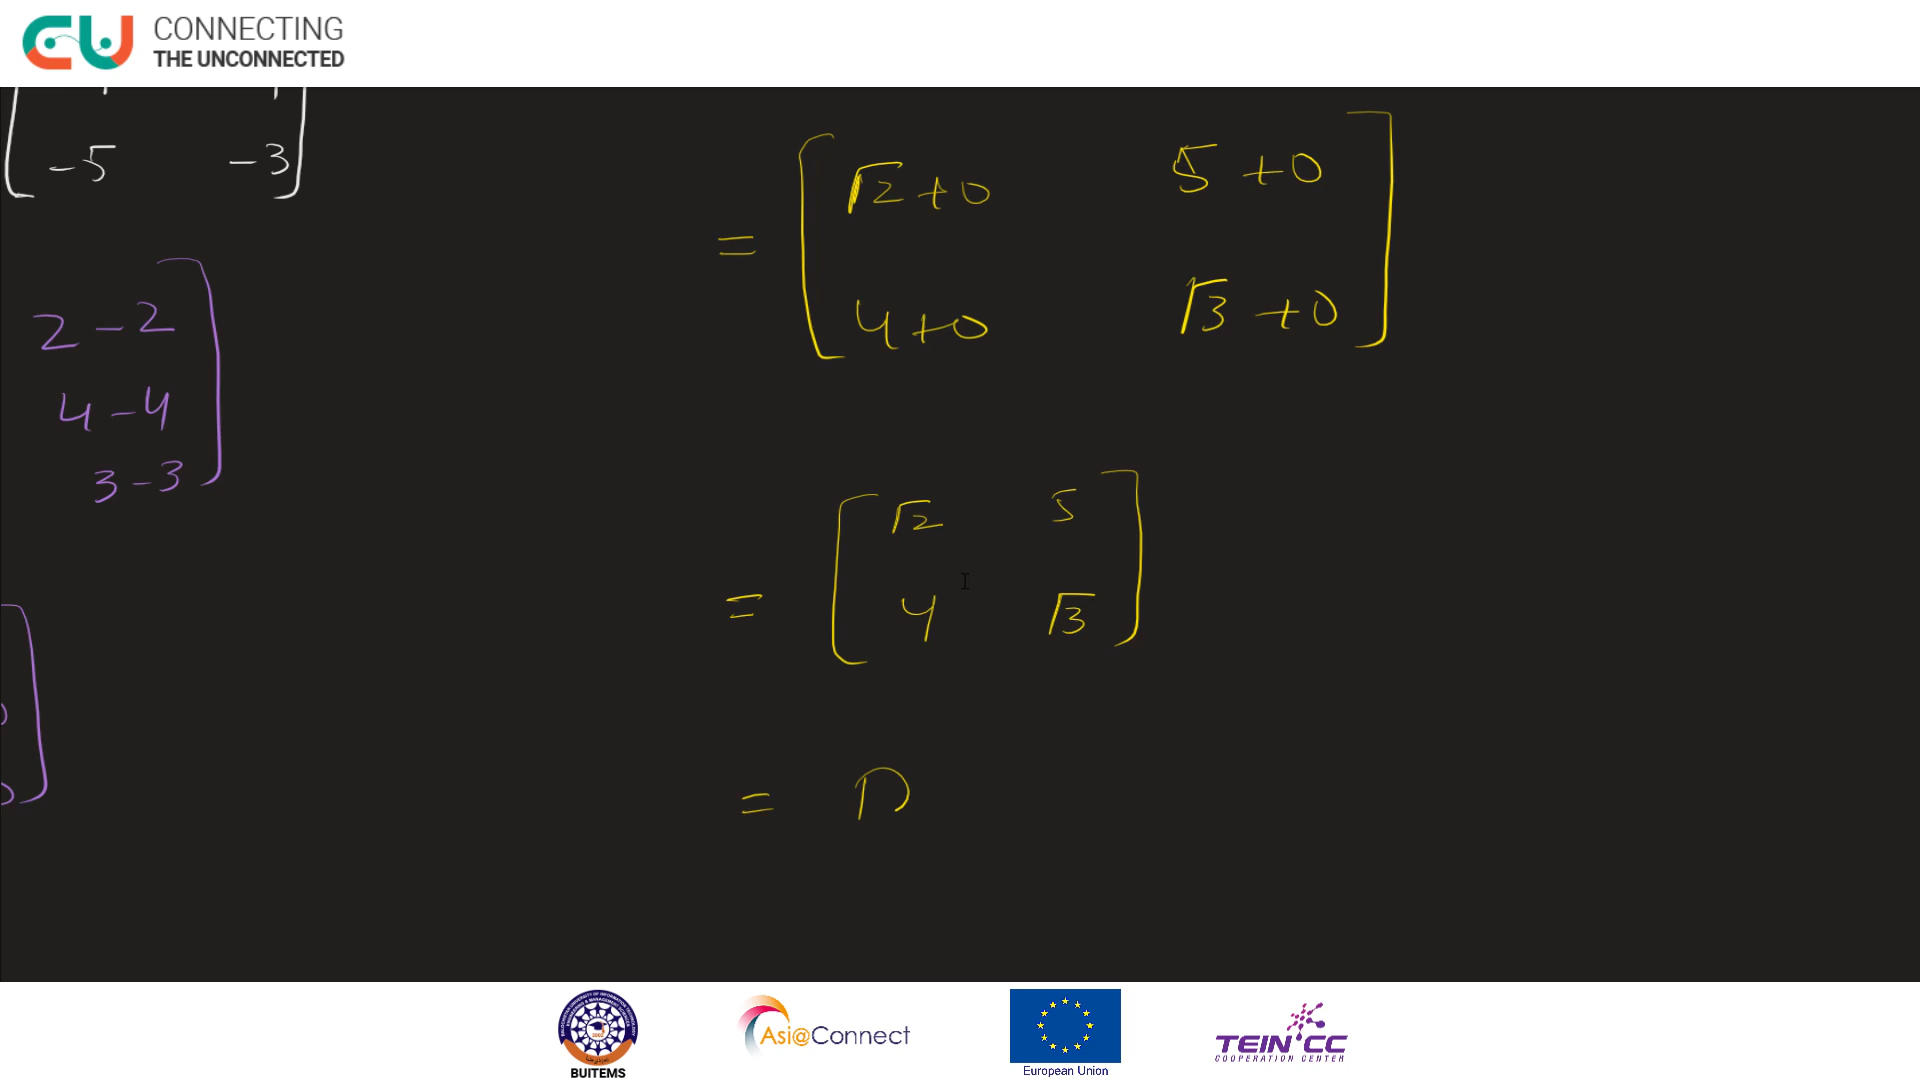 CONNECTING
THE UNCONNECTED
-5 -3
2 - 2
4 - 4
3 - 3
= [ √2 + 0 5 + 0
4 + 0 √3 + 0 ]
= [ √2 5
4 √3 ]
= D
BUITEMS
Asi@Connect
European Union
TEIN*CC
COOPERATION CENTER